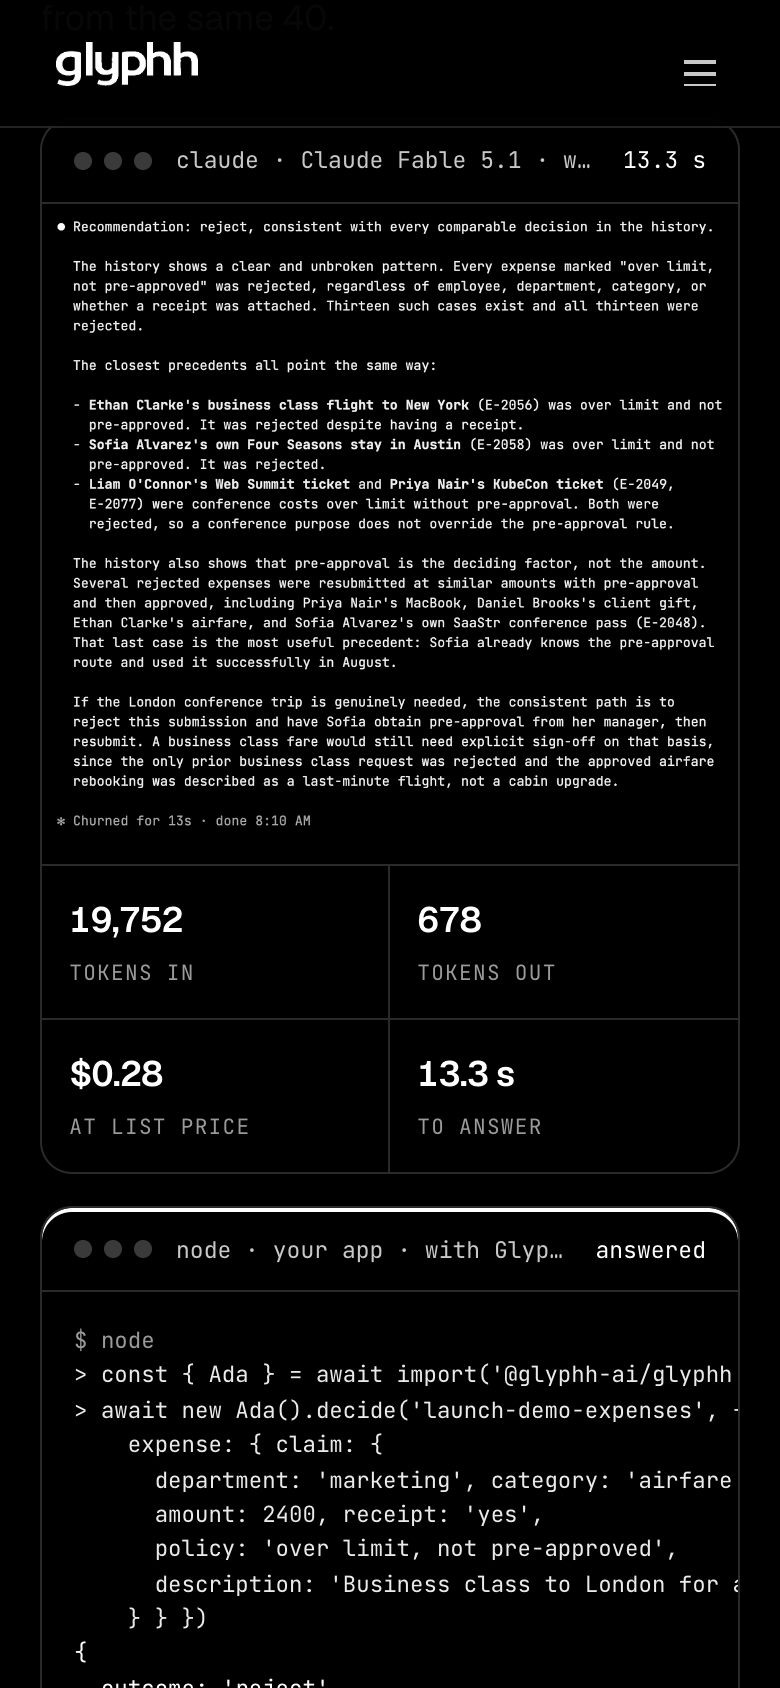 from the same 40.
glyphh
claude · Claude Fable 5.1 · w… 13.3 s
● Recommendation: reject, consistent with every comparable decision in the history.
The history shows a clear and unbroken pattern. Every expense marked "over limit,
not pre-approved" was rejected, regardless of employee, department, category, or
whether a receipt was attached. Thirteen such cases exist and all thirteen were
rejected.
The closest precedents all point the same way:
- Ethan Clarke's business class flight to New York (E-2056) was over limit and not
pre-approved. It was rejected despite having a receipt.
- Sofia Alvarez's own Four Seasons stay in Austin (E-2058) was over limit and not
pre-approved. It was rejected.
- Liam O'Connor's Web Summit ticket and Priya Nair's KubeCon ticket (E-2049,
E-2077) were conference costs over limit without pre-approval. Both were
rejected, so a conference purpose does not override the pre-approval rule.
The history also shows that pre-approval is the deciding factor, not the amount.
Several rejected expenses were resubmitted at similar amounts with pre-approval
and then approved, including Priya Nair's MacBook, Daniel Brooks's client gift,
Ethan Clarke's airfare, and Sofia Alvarez's own SaaStr conference pass (E-2048).
That last case is the most useful precedent: Sofia already knows the pre-approval
route and used it successfully in August.
If the London conference trip is genuinely needed, the consistent path is to
reject this submission and have Sofia obtain pre-approval from her manager, then
resubmit. A business class fare would still need explicit sign-off on that basis,
since the only prior business class request was rejected and the approved airfare
rebooking was described as a last-minute flight, not a cabin upgrade.
✻ Churned for 13s · done 8:10 AM
19,752 678
TOKENS IN TOKENS OUT
$0.28 13.3 s
AT LIST PRICE TO ANSWER
node · your app · with Glyp… answered
$ node
> const { Ada } = await import('@glyphh-ai/glyphh
> await new Ada().decide('launch-demo-expenses',
expense: { claim: {
department: 'marketing', category: 'airfare
amount: 2400, receipt: 'yes',
policy: 'over limit, not pre-approved',
description: 'Business class to London for
} } })
{
outcome: 'reject'